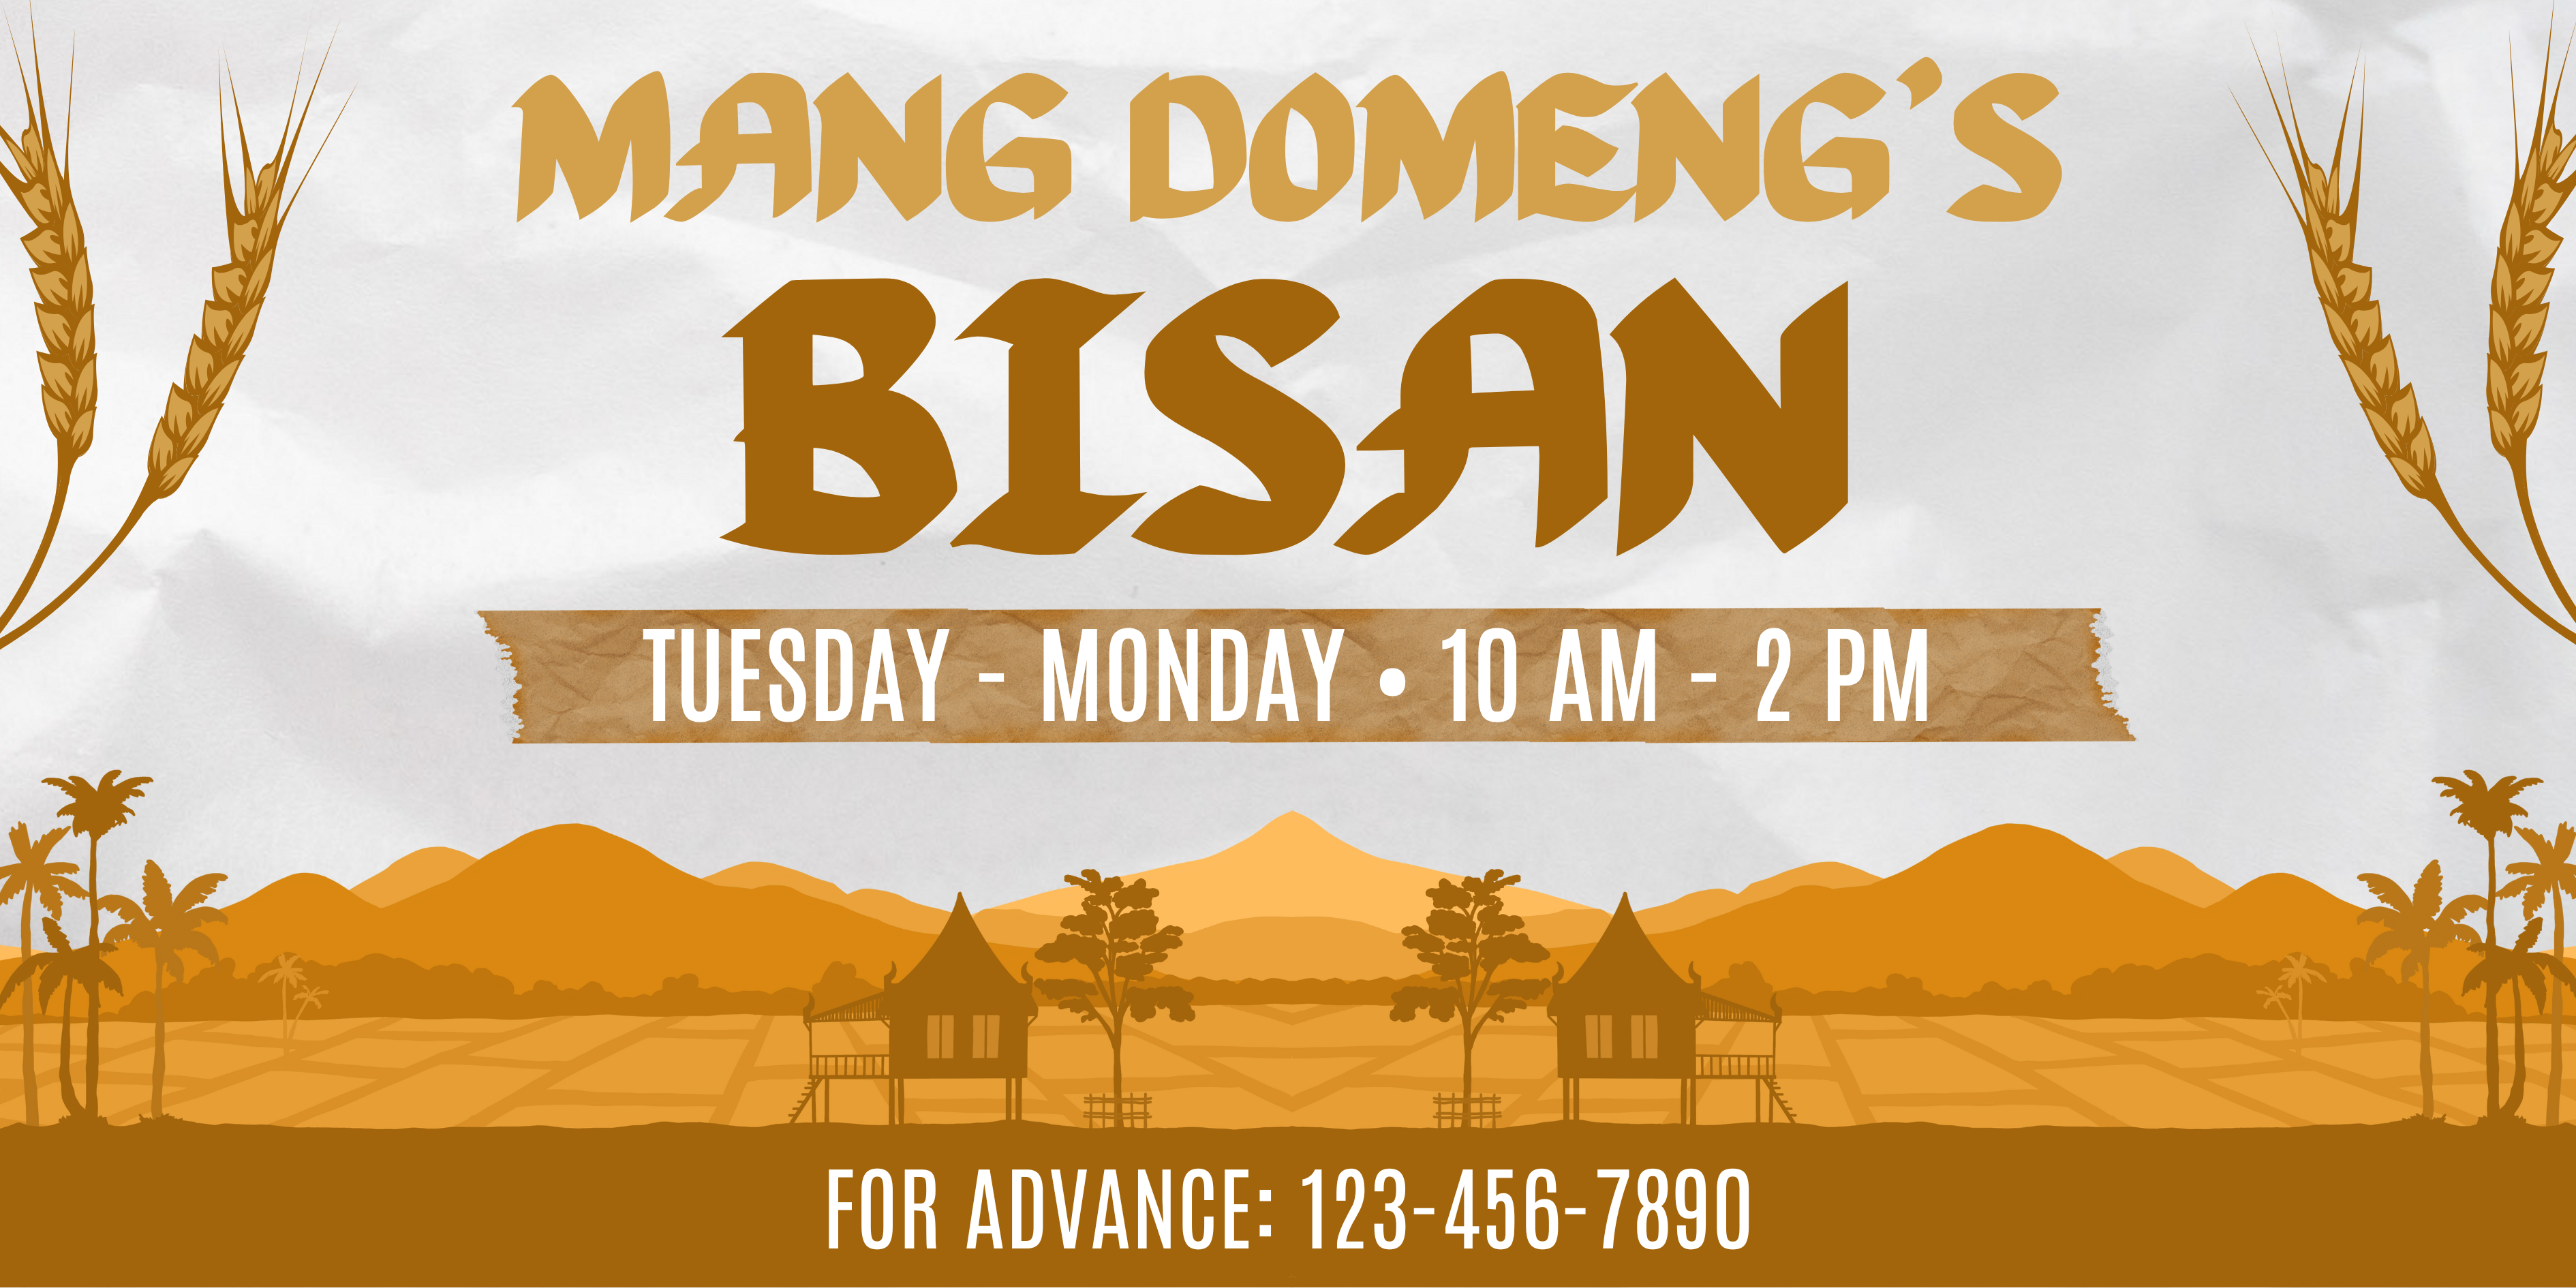 MANG DOMENG'S
BISAN
TUESDAY - MONDAY • 10 AM - 2 PM
FOR ADVANCE: 123-456-7890